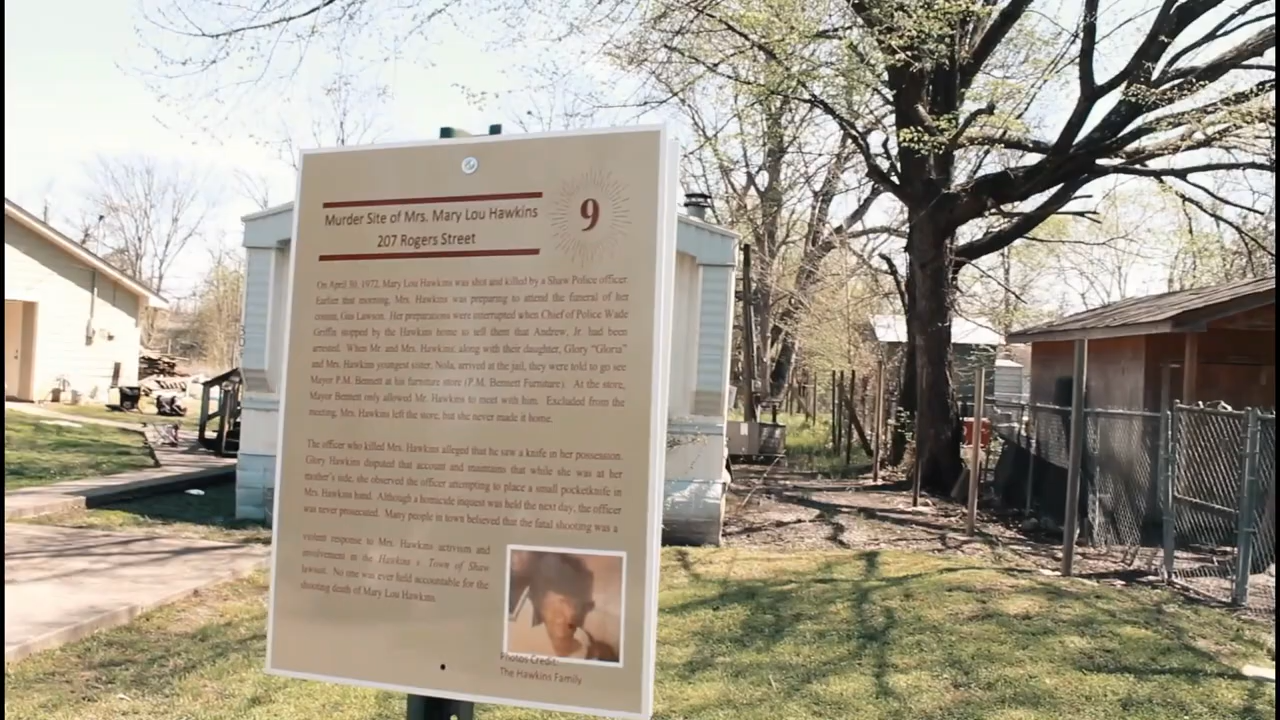 Murder Site of Mrs. Mary Lou Hawkins
207 Rogers Street
9
On April 30, 1972, Mary Lou Hawkins was shot and killed by a Shaw Police officer.
Earlier that morning, Mrs. Hawkins was preparing to attend the funeral of her
cousin, Gus Lawson. Her preparations were interrupted when Chief of Police Wade
Griffin stopped by the Hawkins home to tell them that Andrew, Jr. had been
arrested. When Mr. and Mrs. Hawkins, along with their daughter, Glory "Gloria"
and Mrs. Hawkins youngest sister, Nola, arrived at the jail, they were told to go see
Mayor P.M. Bennett at his furniture store (P.M. Bennett Furniture). At the store,
Mayor Bennett only allowed Mr. Hawkins to meet with him. Excluded from the
meeting, Mrs. Hawkins left the store, but she never made it home.
The officer who killed Mrs. Hawkins alleged that he saw a knife in her possession.
Glory Hawkins disputed that account and maintains that while she was at her
mother's side, she observed the officer attempting to place a small pocketknife in
Mrs. Hawkins hand. Although a homicide inquest was held the next day, the officer
was never prosecuted. Many people in town believed that the fatal shooting was a
violent response to Mrs. Hawkins activism and
involvement in the Hawkins v. Town of Shaw
lawsuit. No one was ever held accountable for the
shooting death of Mary Lou Hawkins.
Photos Credit:
The Hawkins Family